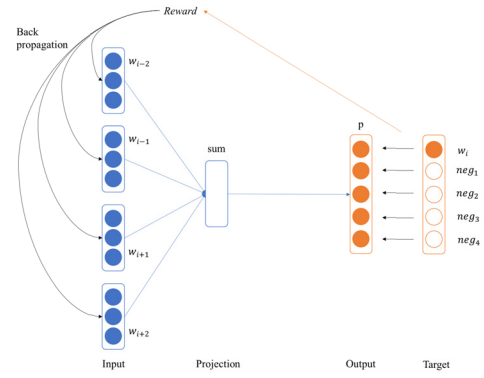 Reward
Back
propagation
w_{i-2}
w_{i-1}
sum
p
w_i
neg_1
neg_2
neg_3
neg_4
w_{i+1}
w_{i+2}
Input Projection Output Target